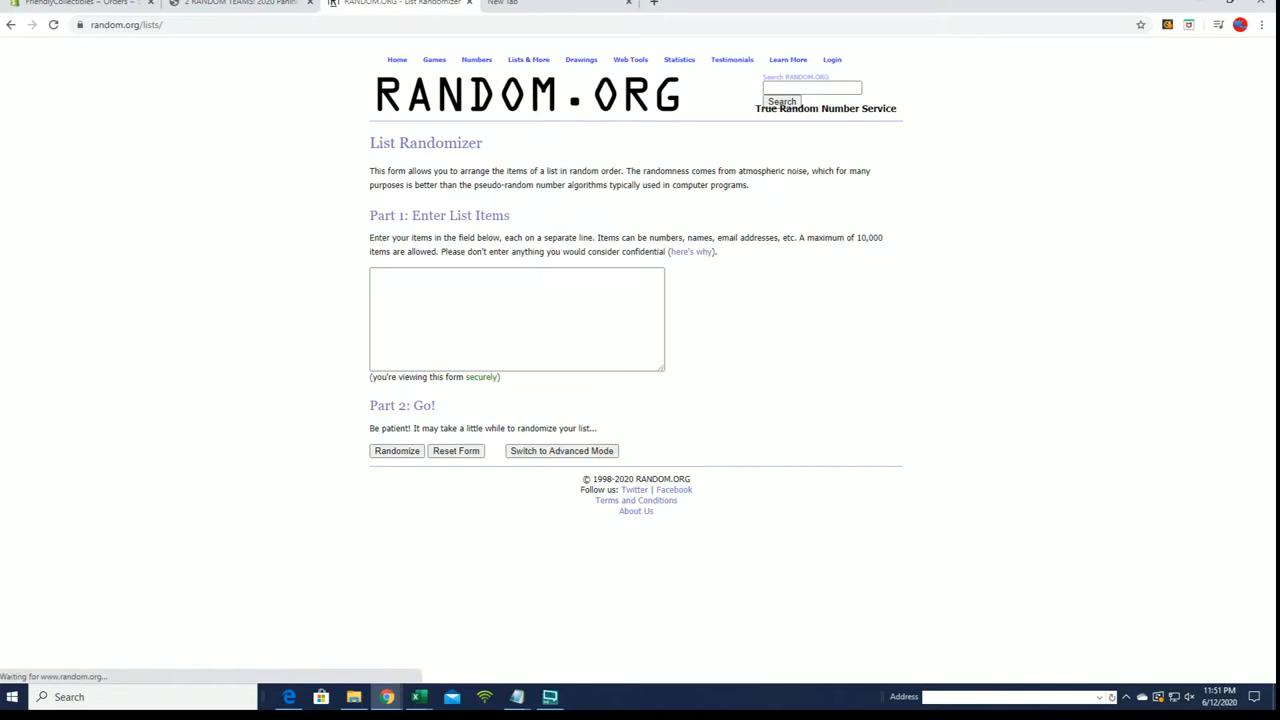 FriendlyCollectibles – Orders –
2 RANDOM TEAMS: 2020 Panini
RANDOM.ORG - List Randomizer
New Tab
random.org/lists/
Home Games Numbers Lists & More Drawings Web Tools Statistics Testimonials Learn More Login
Search RANDOM.ORG
RANDOM.ORG
Search
True Random Number Service
List Randomizer
This form allows you to arrange the items of a list in random order. The randomness comes from atmospheric noise, which for many
purposes is better than the pseudo-random number algorithms typically used in computer programs.
Part 1: Enter List Items
Enter your items in the field below, each on a separate line. Items can be numbers, names, email addresses, etc. A maximum of 10,000
items are allowed. Please don't enter anything you would consider confidential (here's why).
(you're viewing this form securely)
Part 2: Go!
Be patient! It may take a little while to randomize your list...
Randomize Reset Form Switch to Advanced Mode
© 1998-2020 RANDOM.ORG
Follow us: Twitter | Facebook
Terms and Conditions
About Us
Waiting for www.random.org...
Search
Address
11:51 PM
6/12/2020